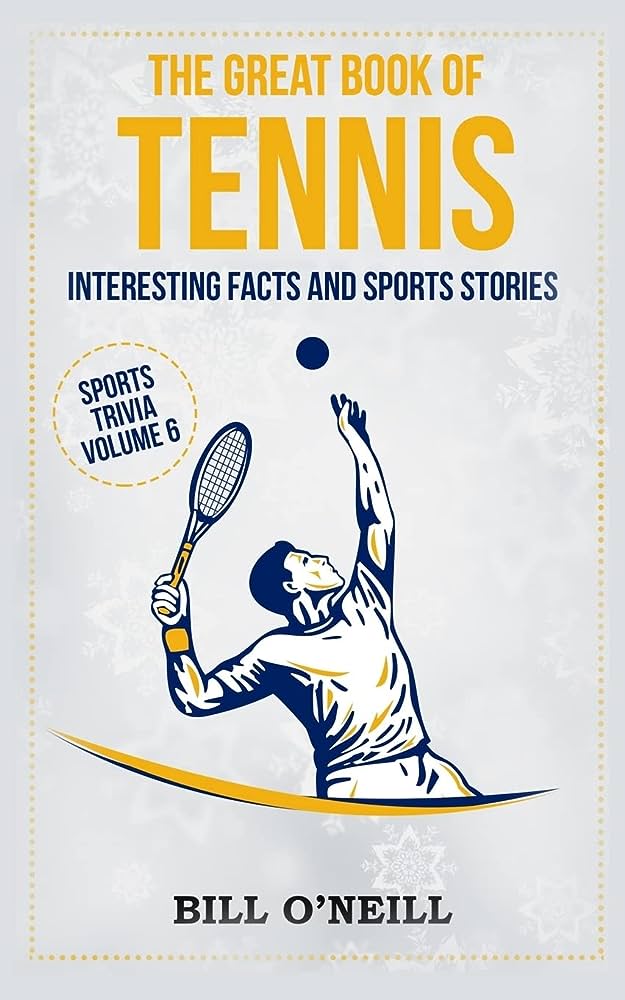 THE GREAT BOOK OF
TENNIS
INTERESTING FACTS AND SPORTS STORIES
SPORTS
TRIVIA
VOLUME 6
BILL O'NEILL